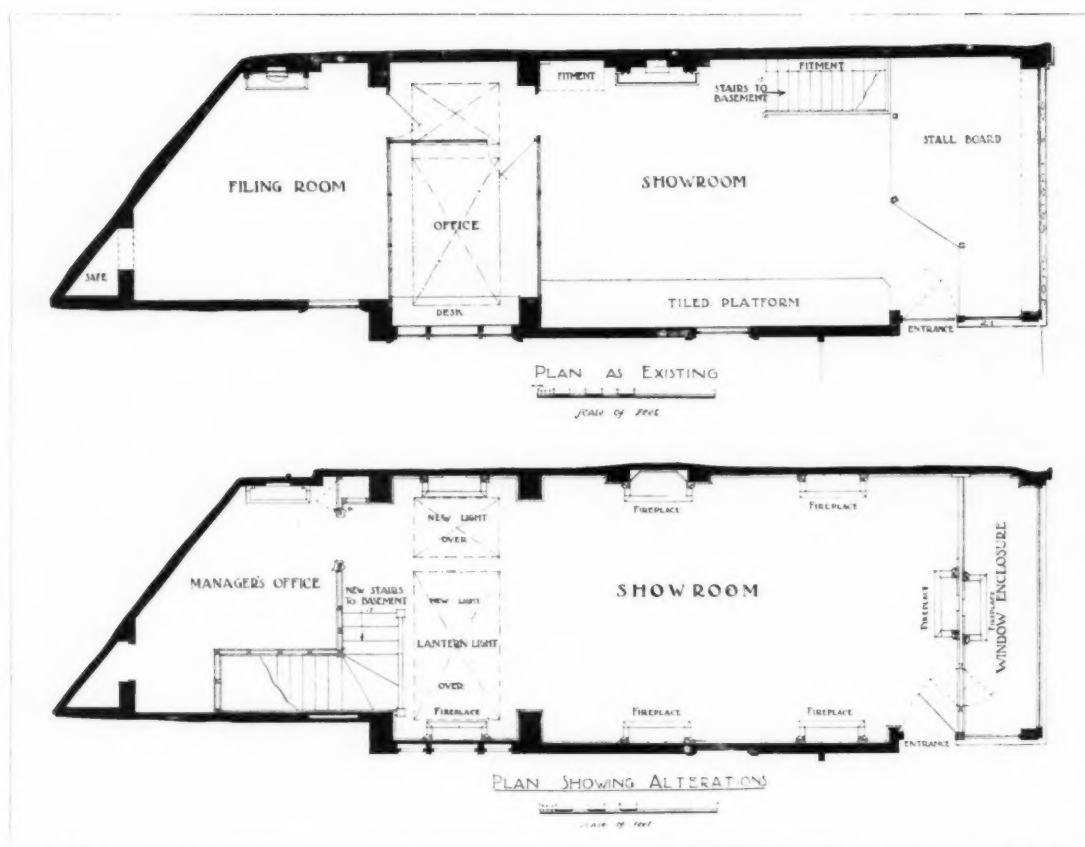 FITMENT
FITMENT
STAIRS TO
BASEMENT
STALL BOARD
FILING ROOM
SHOWROOM
OFFICE
SAFE
TILED PLATFORM
DESK
ENTRANCE
PLAN AS EXISTING
SCALE OF FEET
FIREPLACE
FIREPLACE
NEW LIGHT
OVER
MANAGER'S OFFICE
NEW STAIRS
TO BASEMENT
NEW LIGHT
SHOWROOM
FIREPLACE
FIREPLACE
WINDOW ENCLOSURE
LANTERN LIGHT
OVER
FIREPLACE
FIREPLACE
FIREPLACE
ENTRANCE
PLAN SHOWING ALTERATIONS
SCALE OF FEET